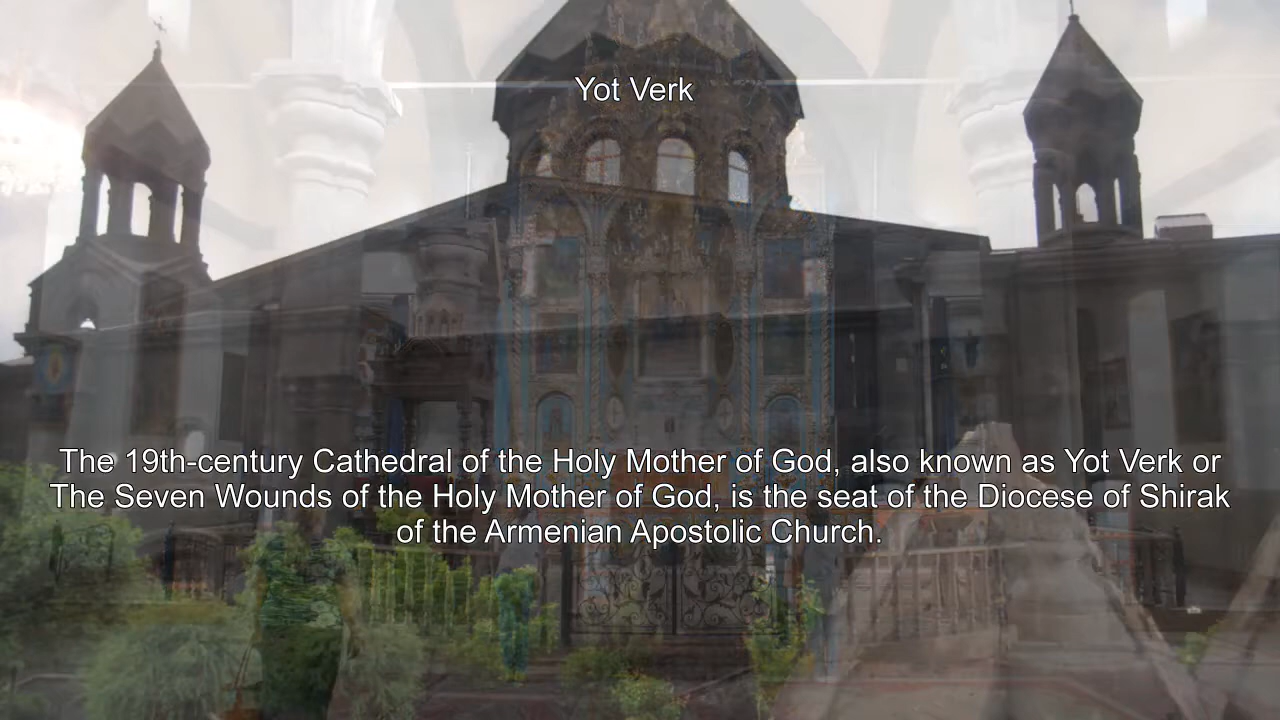 Yot Verk
The 19th-century Cathedral of the Holy Mother of God, also known as Yot Verk or
The Seven Wounds of the Holy Mother of God, is the seat of the Diocese of Shirak
of the Armenian Apostolic Church.